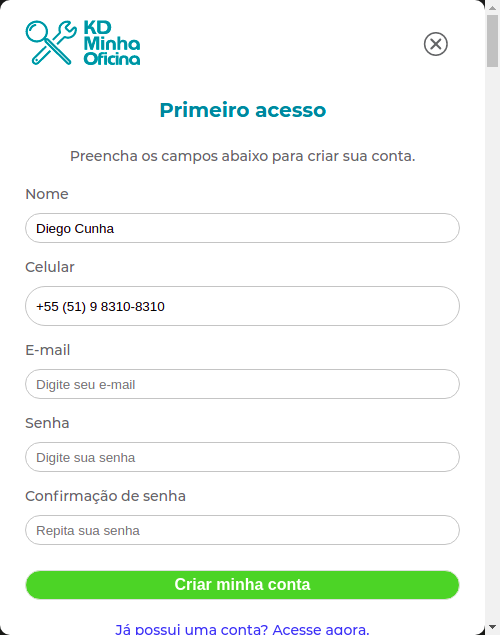 KD
Minha
Oficina
Primeiro acesso
Preencha os campos abaixo para criar sua conta.
Nome
Diego Cunha
Celular
+55 (51) 9 8310-8310
E-mail
Digite seu e-mail
Senha
Digite sua senha
Confirmação de senha
Repita sua senha
Criar minha conta
Já possui uma conta? Acesse agora.